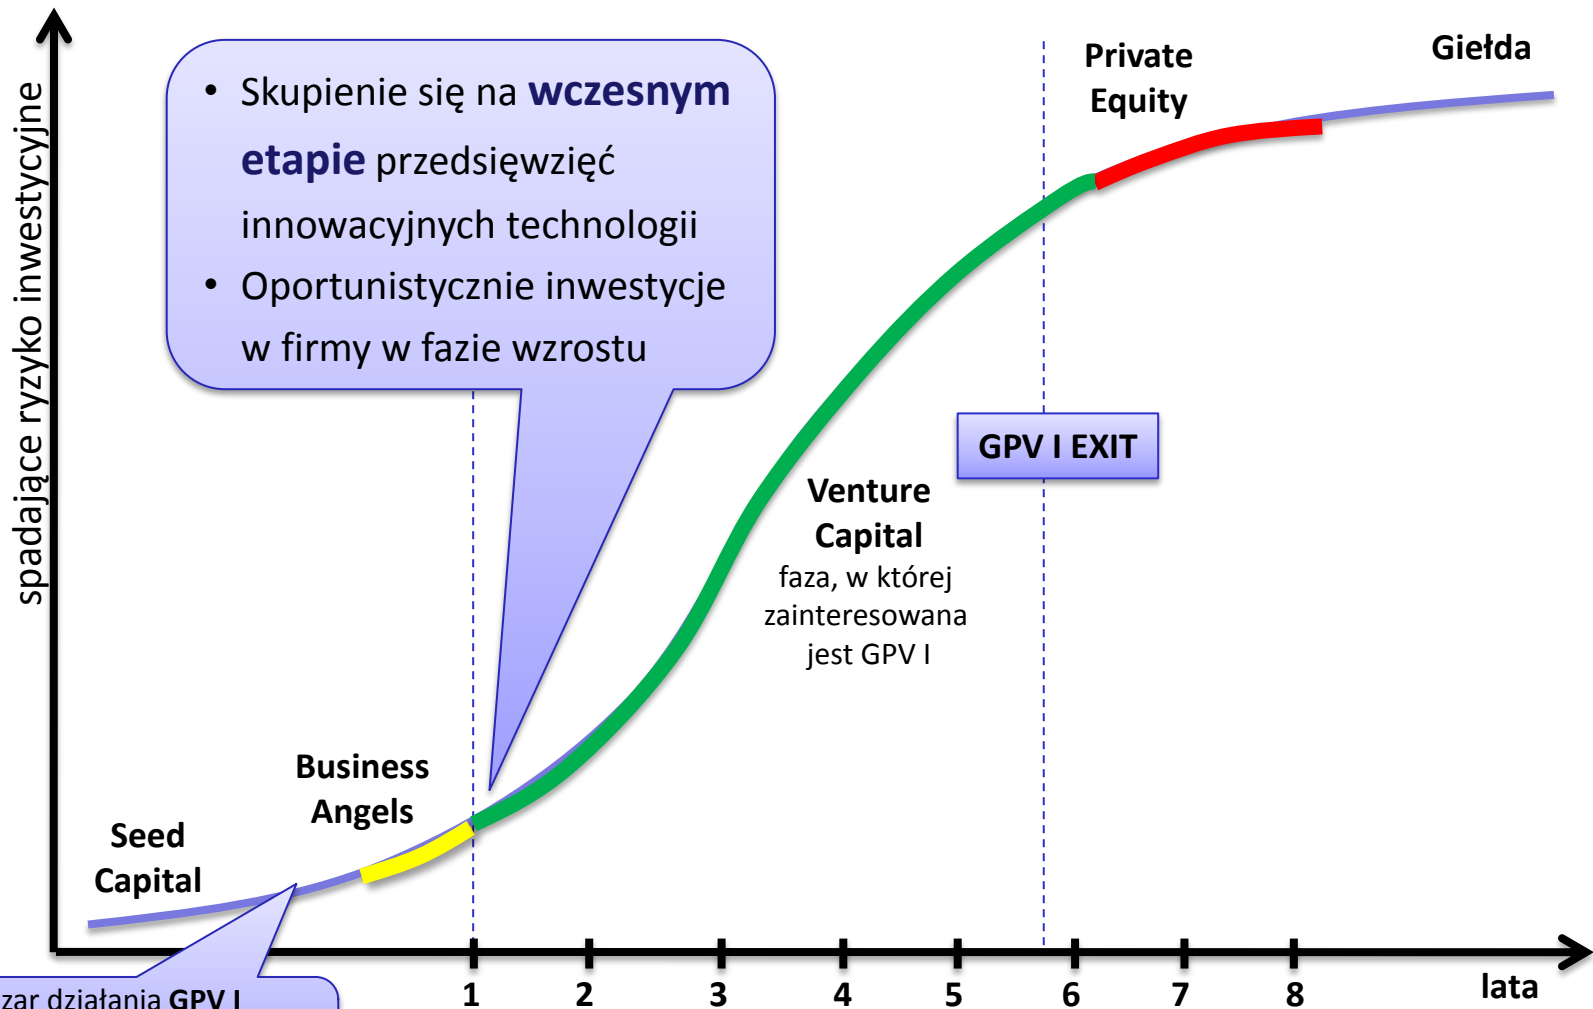 spadające ryzyko inwestycyjne
• Skupienie się na wczesnym
etapie przedsięwzięć
innowacyjnych technologii
• Oportunistycznie inwestycje
w firmy w fazie wzrostu
Private
Equity
Giełda
GPV I EXIT
Venture
Capital
faza, w której
zainteresowana
jest GPV I
Business
Angels
Seed
Capital
działania GPV I
1 2 3 4 5 6 7 8 lata